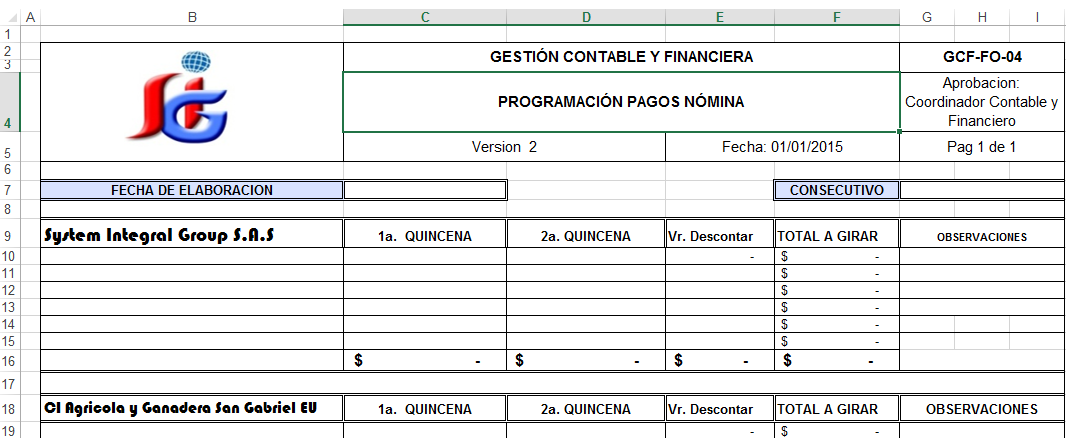 A B C D E F G H I
1
2
3
GESTIÓN CONTABLE Y FINANCIERA GCF-FO-04
SIG
4 PROGRAMACIÓN PAGOS NÓMINA Aprobacion:
Coordinador Contable y
Financiero
5 Version 2 Fecha: 01/01/2015 Pag 1 de 1
6
7 FECHA DE ELABORACION CONSECUTIVO
8
9 System Integral Group S.A.S 1a. QUINCENA 2a. QUINCENA Vr. Descontar TOTAL A GIRAR OBSERVACIONES
10 - $ -
11 $ -
12 $ -
13 $ -
14 $ -
15 $ -
16 $ - $ - $ - $ -
17
18 CI Agricola y Ganadera San Gabriel EU 1a. QUINCENA 2a. QUINCENA Vr. Descontar TOTAL A GIRAR OBSERVACIONES
19 - $ -